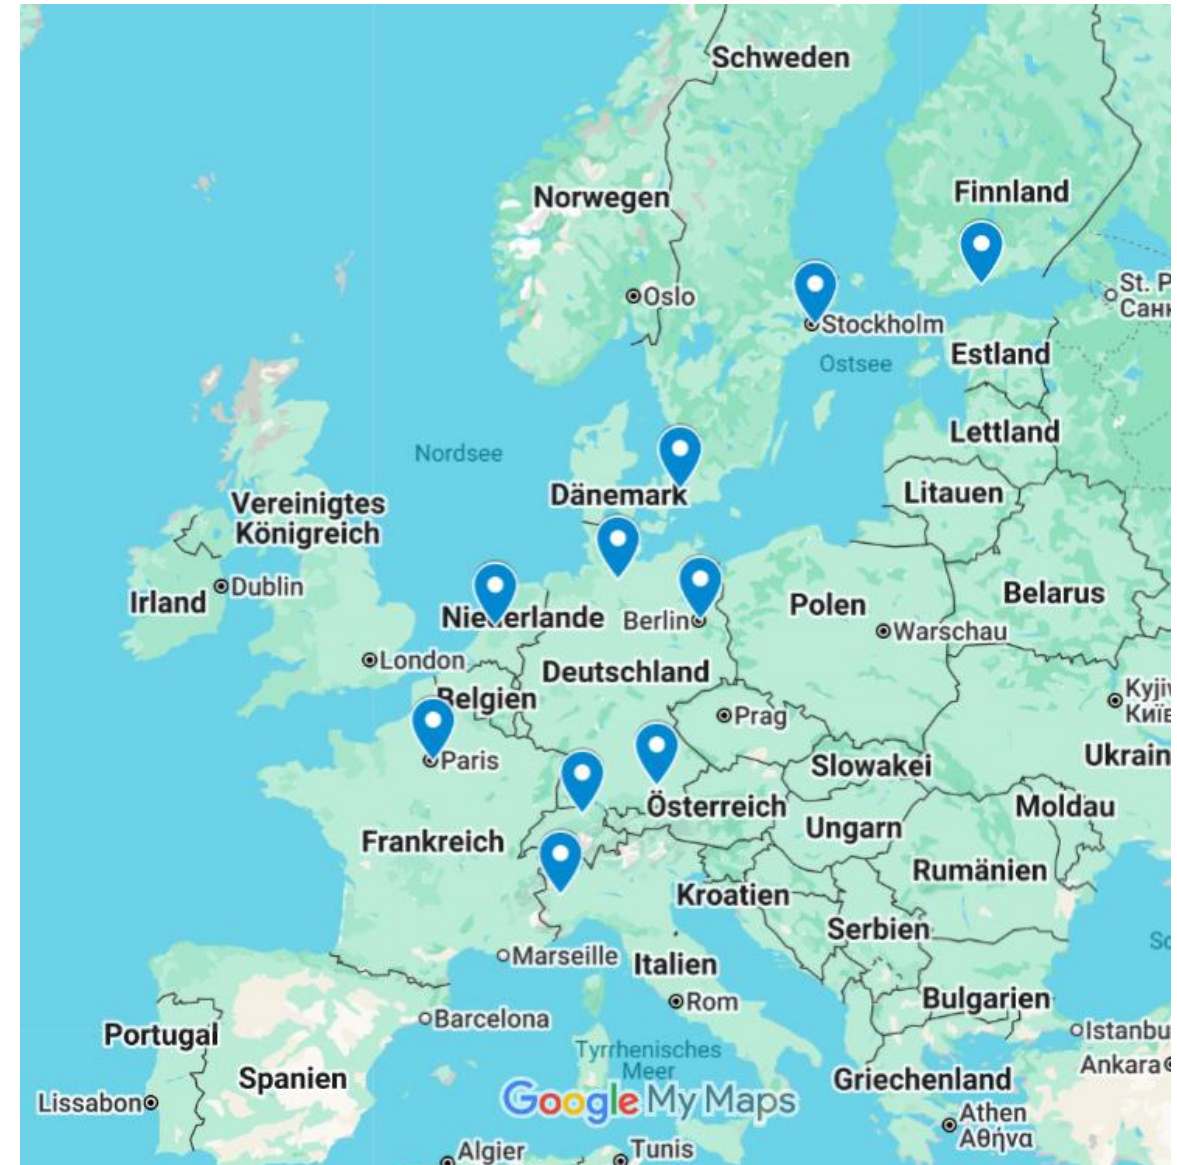 Schweden
Norwegen
Finnland
Oslo
St. P
Санк
Stockholm
Ostsee
Estland
Lettland
Nordsee
Dänemark
Litauen
Vereinigtes
Königreich
Dublin
Irland
Niederlande
Berlin
Polen
Belarus
Warschau
London
Deutschland
Belgien
Prag
Kyjiv
Київ
Paris
Slowakei
Ukrain
Österreich
Moldau
Frankreich
Ungarn
Rumänien
Kroatien
Serbien
Marseille
Italien
Sc
Rom
Bulgarien
Barcelona
Portugal
Istanbu
Tyrrhenisches
Meer
Ankara
Spanien
Griechenland
Lissabon
Google My Maps
Athen
Αθήνα
Algier
Tunis